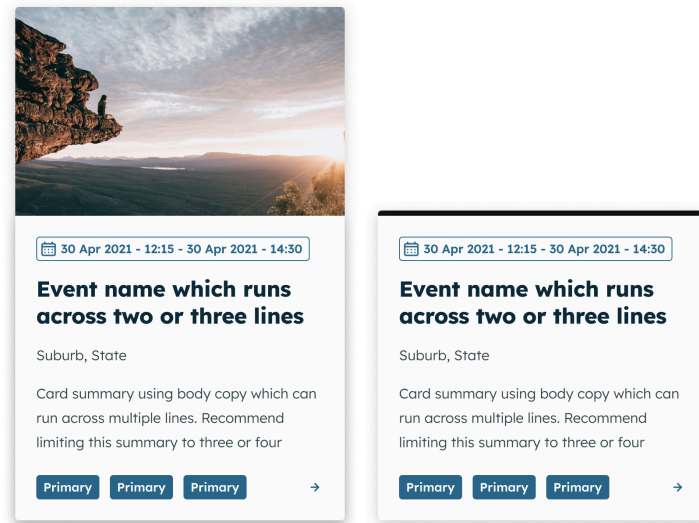 30 Apr 2021 - 12:15 - 30 Apr 2021 - 14:30
Event name which runs
across two or three lines
Suburb, State
Card summary using body copy which can
run across multiple lines. Recommend
limiting this summary to three or four
Primary Primary Primary
30 Apr 2021 - 12:15 - 30 Apr 2021 - 14:30
Event name which runs
across two or three lines
Suburb, State
Card summary using body copy which can
run across multiple lines. Recommend
limiting this summary to three or four
Primary Primary Primary